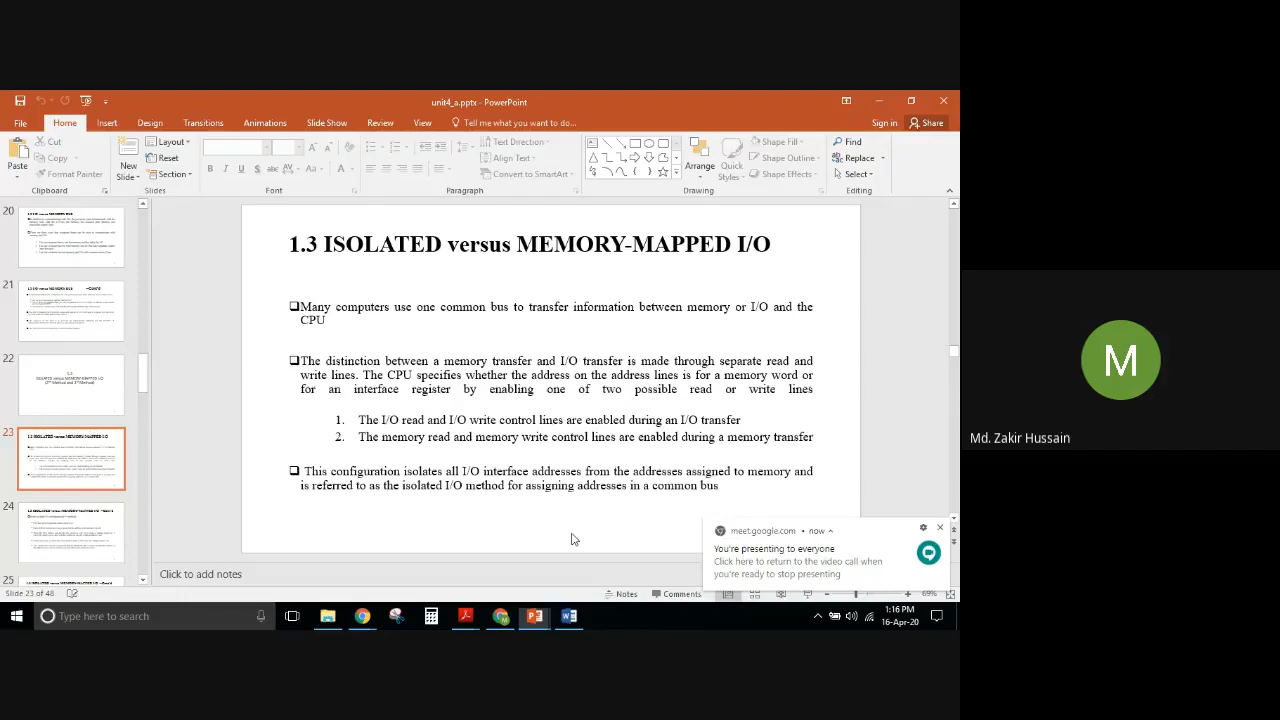 unit4_a.pptx - PowerPoint
File Home Insert Design Transitions Animations Slide Show Review View Tell me what you want to do... Sign in Share
Paste Cut Copy Format Painter
Clipboard
New Slide Layout Reset Section
Slides
B I U S abc AV Aa A
Font
Text Direction Align Text Convert to SmartArt
Paragraph
Arrange Quick Styles Shape Fill Shape Outline Shape Effects
Drawing
Find Replace Select
Editing
20
21
22
23
24
25
1.5 ISOLATED versus MEMORY-MAPPED I/O
Many computers use one common bus to transfer information between memory or I/O and the
CPU
The distinction between a memory transfer and I/O transfer is made through separate read and
write lines. The CPU specifies whether the address on the address lines is for a memory word or
for an interface register by enabling one of two possible read or write lines
1. The I/O read and I/O write control lines are enabled during an I/O transfer
2. The memory read and memory write control lines are enabled during a memory transfer
This configuration isolates all I/O interface addresses from the addresses assigned to memory and
is referred to as the isolated I/O method for assigning addresses in a common bus
meet.google.com • now
You're presenting to everyone
Click here to return to the video call when
you're ready to stop presenting
Click to add notes
Slide 23 of 48 Notes Comments 69%
Type here to search
1:16 PM
16-Apr-20
M
Md. Zakir Hussain